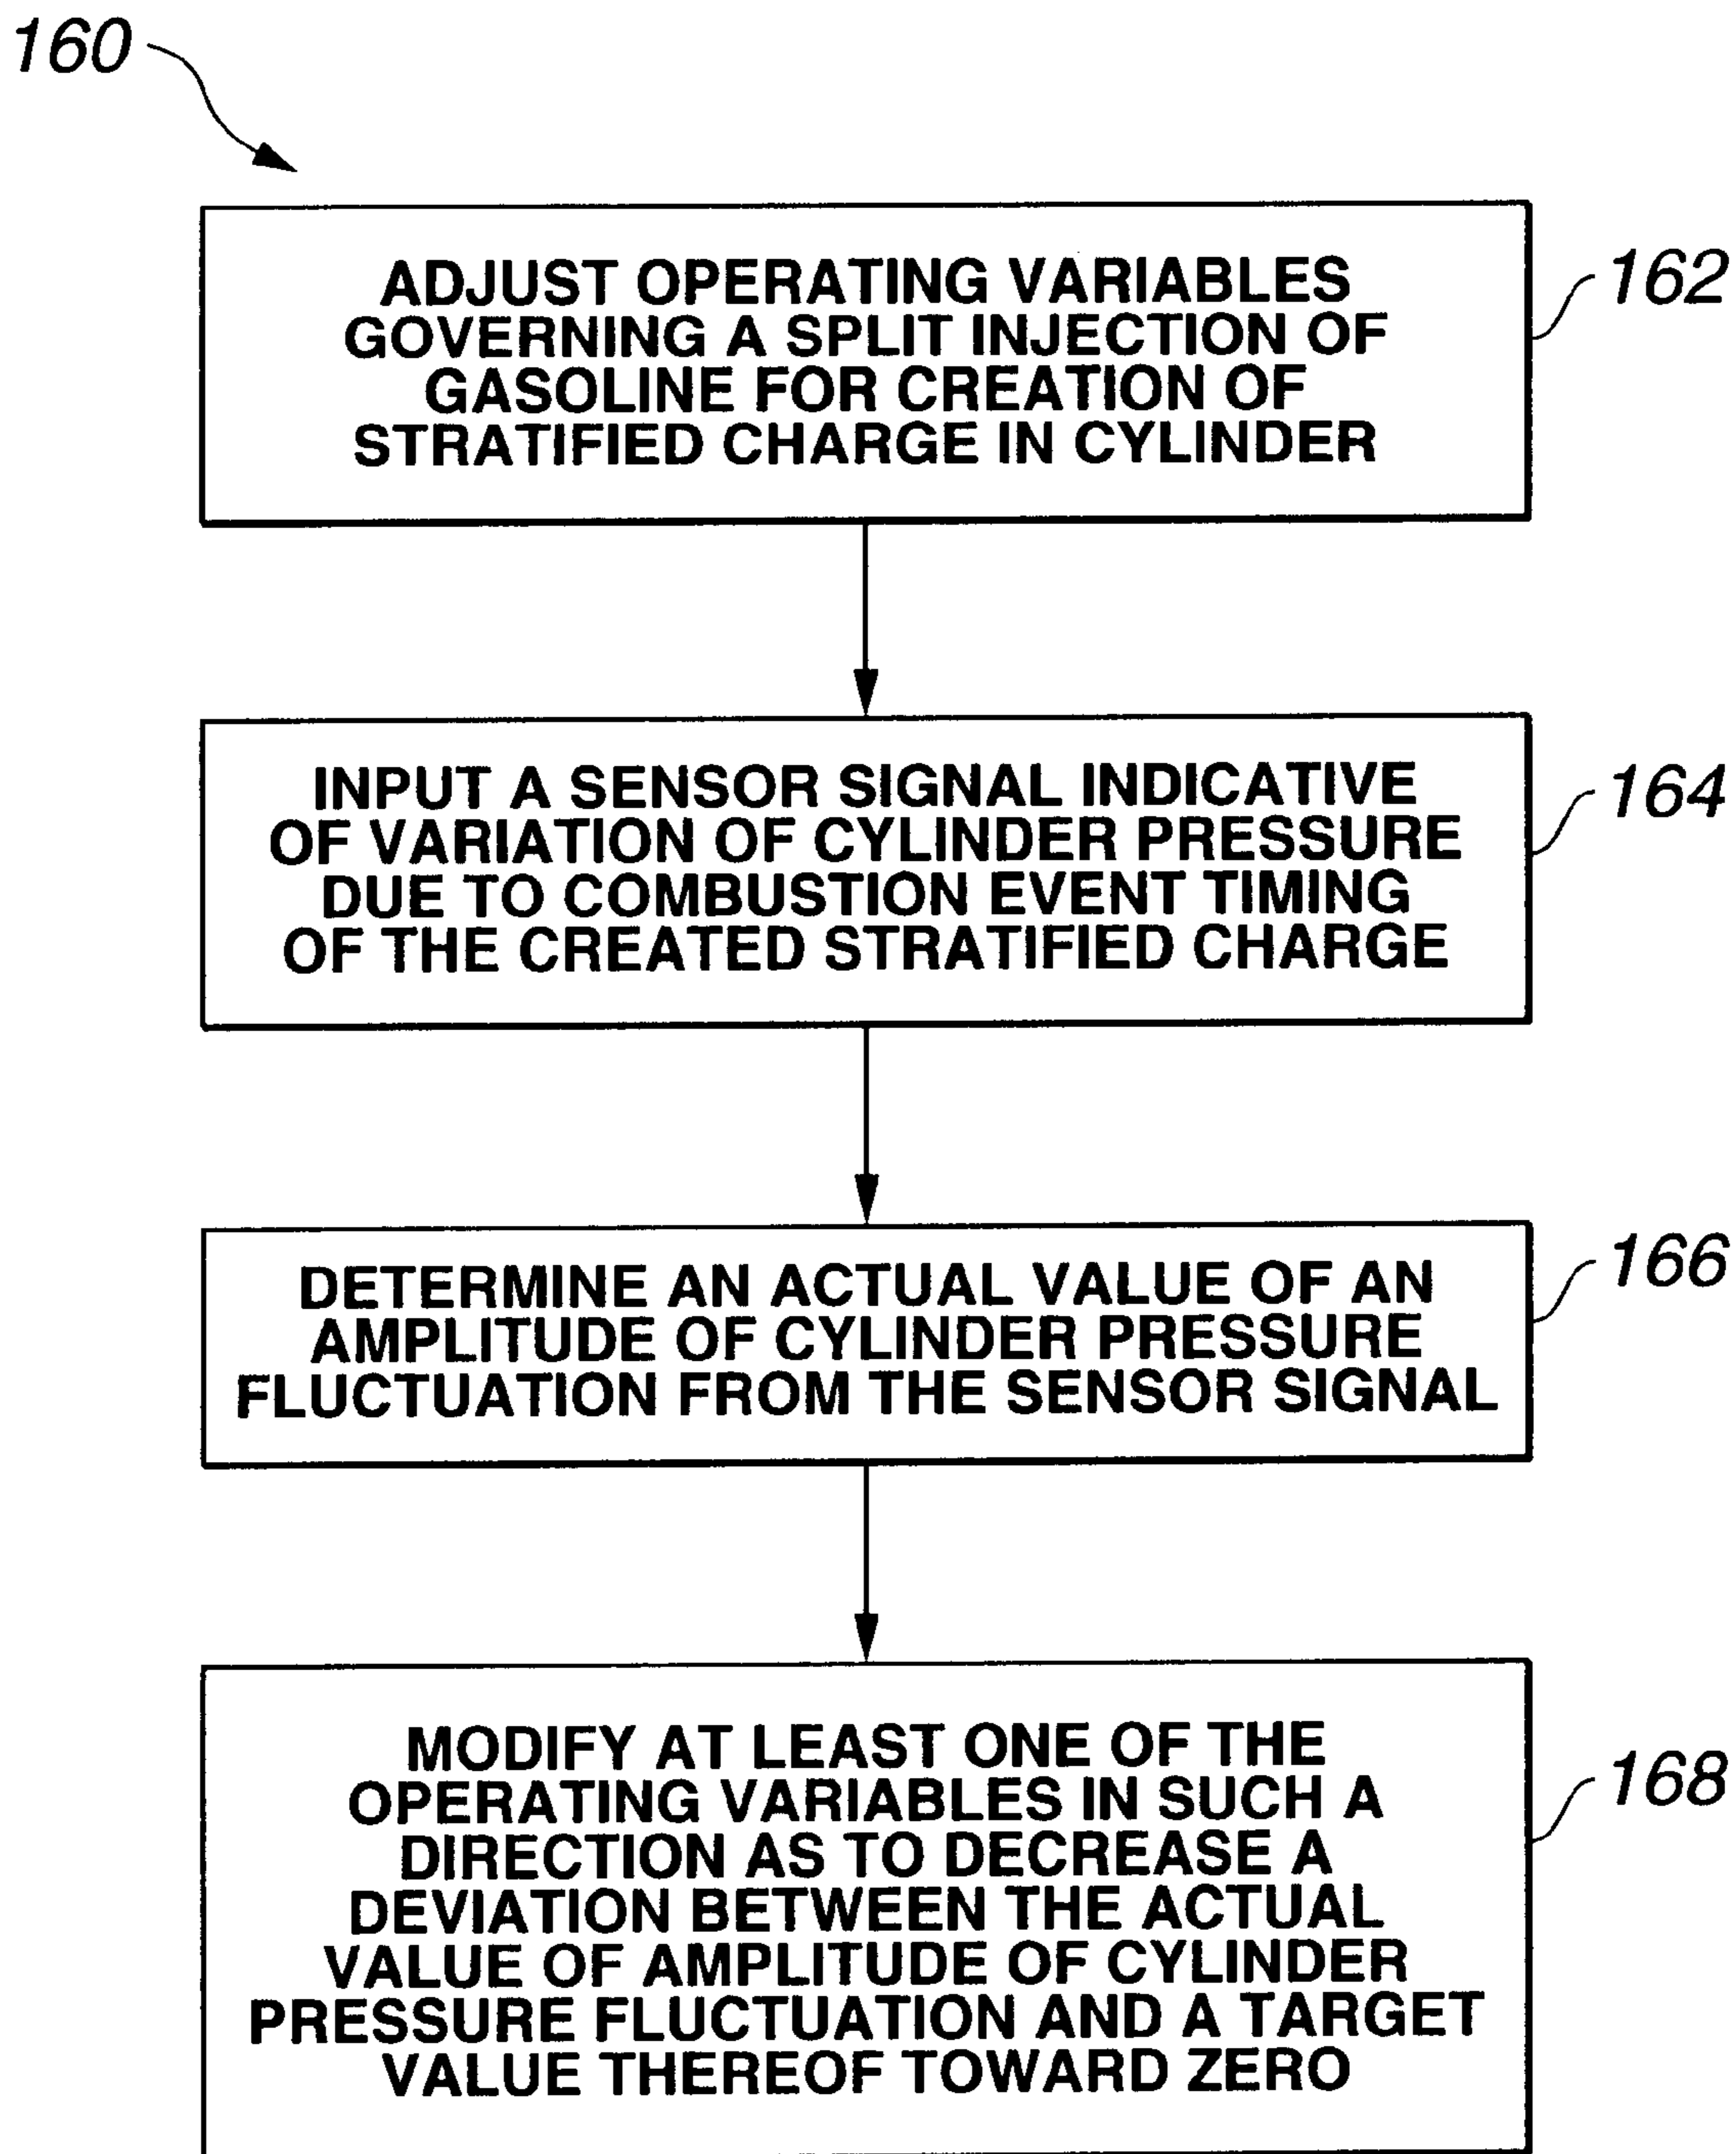 160
ADJUST OPERATING VARIABLES
GOVERNING A SPLIT INJECTION OF
GASOLINE FOR CREATION OF
STRATIFIED CHARGE IN CYLINDER
162
INPUT A SENSOR SIGNAL INDICATIVE
OF VARIATION OF CYLINDER PRESSURE
DUE TO COMBUSTION EVENT TIMING
OF THE CREATED STRATIFIED CHARGE
164
DETERMINE AN ACTUAL VALUE OF AN
AMPLITUDE OF CYLINDER PRESSURE
FLUCTUATION FROM THE SENSOR SIGNAL
166
MODIFY AT LEAST ONE OF THE
OPERATING VARIABLES IN SUCH A
DIRECTION AS TO DECREASE A
DEVIATION BETWEEN THE ACTUAL
VALUE OF AMPLITUDE OF CYLINDER
PRESSURE FLUCTUATION AND A TARGET
VALUE THEREOF TOWARD ZERO
168